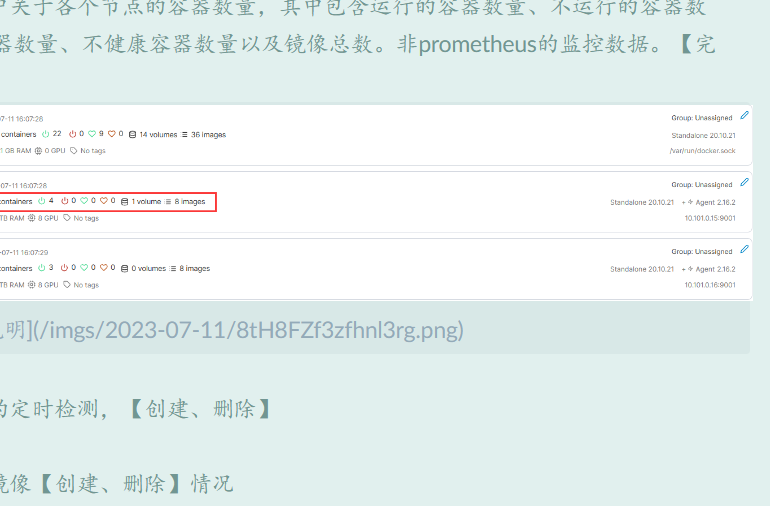 关于各个节点的容器数量，其中包含运行的容器数量、不运行的容器数
器数量、不健康容器数量以及镜像总数。非prometheus的监控数据。【完
07-11 16:07:28 Group: Unassigned
containers 22 0 9 0 14 volumes 36 images Standalone 20.10.21
1 GB RAM 0 GPU No tags /var/run/docker.sock
-07-11 16:07:28 Group: Unassigned
containers 4 0 0 0 1 volume 8 images Standalone 20.10.21 + Agent 2.16.2
TB RAM 8 GPU No tags 10.101.0.15:9001
-07-11 16:07:29 Group: Unassigned
containers 3 0 0 0 0 volumes 8 images Standalone 20.10.21 + Agent 2.16.2
TB RAM 8 GPU No tags 10.101.0.16:9001
明](/imgs/2023-07-11/8tH8FZf3zfhnl3rg.png)
的定时检测，【创建、删除】
镜像【创建、删除】情况